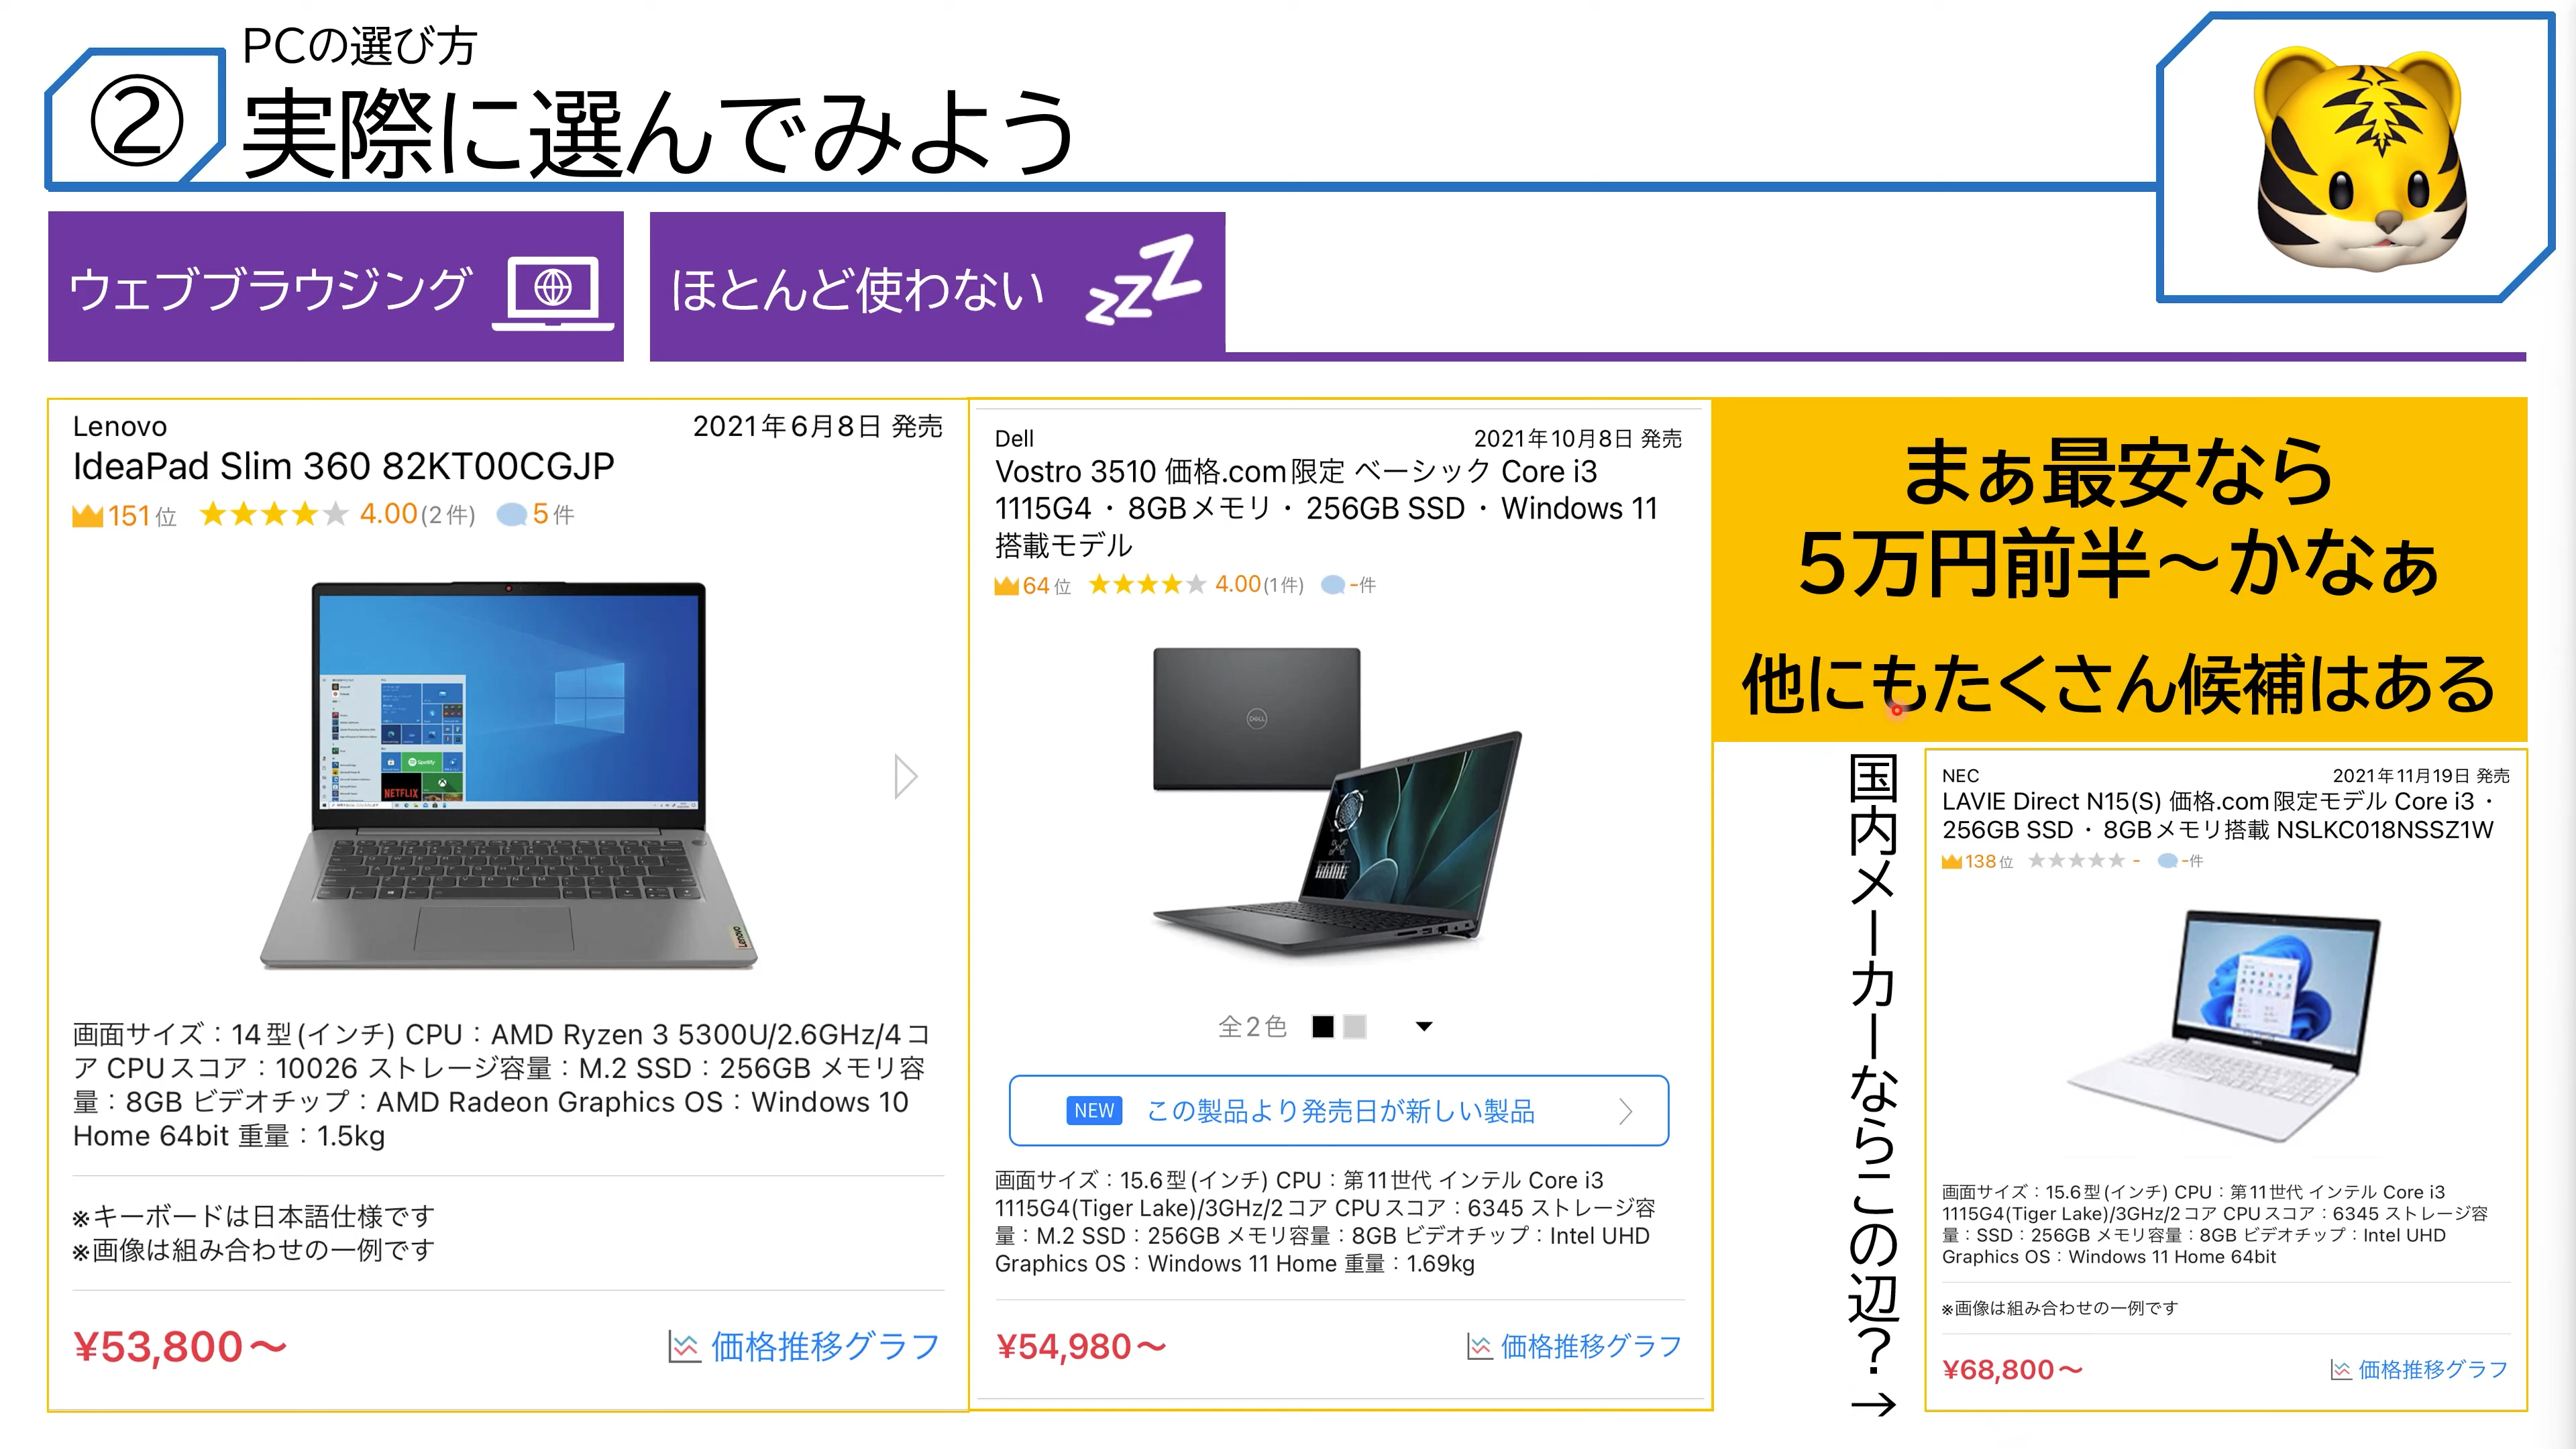 PCの選び方
② 実際に選んでみよう
ウェブブラウジング
ほとんど使わない
zzZ
Lenovo
2021年6月8日 発売
IdeaPad Slim 360 82KT00CGJP
151位 ★★★★★ 4.00(2件) 5件
NETFLIX
Spotify
Lenovo
画面サイズ：14型(インチ) CPU：AMD Ryzen 3 5300U/2.6GHz/4コ
ア CPUスコア：10026 ストレージ容量：M.2 SSD：256GB メモリ容
量：8GB ビデオチップ：AMD Radeon Graphics OS：Windows 10
Home 64bit 重量：1.5kg
※キーボードは日本語仕様です
※画像は組み合わせの一例です
¥53,800～
価格推移グラフ
Dell
2021年10月8日 発売
Vostro 3510 価格.com限定 ベーシック Core i3
1115G4・8GBメモリ・256GB SSD・Windows 11
搭載モデル
64位 ★★★★★ 4.00(1件) -件
DELL
全2色
NEW この製品より発売日が新しい製品
画面サイズ：15.6型(インチ) CPU：第11世代 インテル Core i3
1115G4(Tiger Lake)/3GHz/2コア CPUスコア：6345 ストレージ容
量：M.2 SSD：256GB メモリ容量：8GB ビデオチップ：Intel UHD
Graphics OS：Windows 11 Home 重量：1.69kg
¥54,980～
価格推移グラフ
まぁ最安なら
5万円前半～かなぁ
他にもたくさん候補はある
国内メーカーならこの辺？→
NEC
2021年11月19日 発売
LAVIE Direct N15(S) 価格.com限定モデル Core i3・
256GB SSD・8GBメモリ搭載 NSLKC018NSSZ1W
138位 ★★★★★ - -件
画面サイズ：15.6型(インチ) CPU：第11世代 インテル Core i3
1115G4(Tiger Lake)/3GHz/2コア CPUスコア：6345 ストレージ容
量：SSD：256GB メモリ容量：8GB ビデオチップ：Intel UHD
Graphics OS：Windows 11 Home 64bit
※画像は組み合わせの一例です
¥68,800～
価格推移グラフ